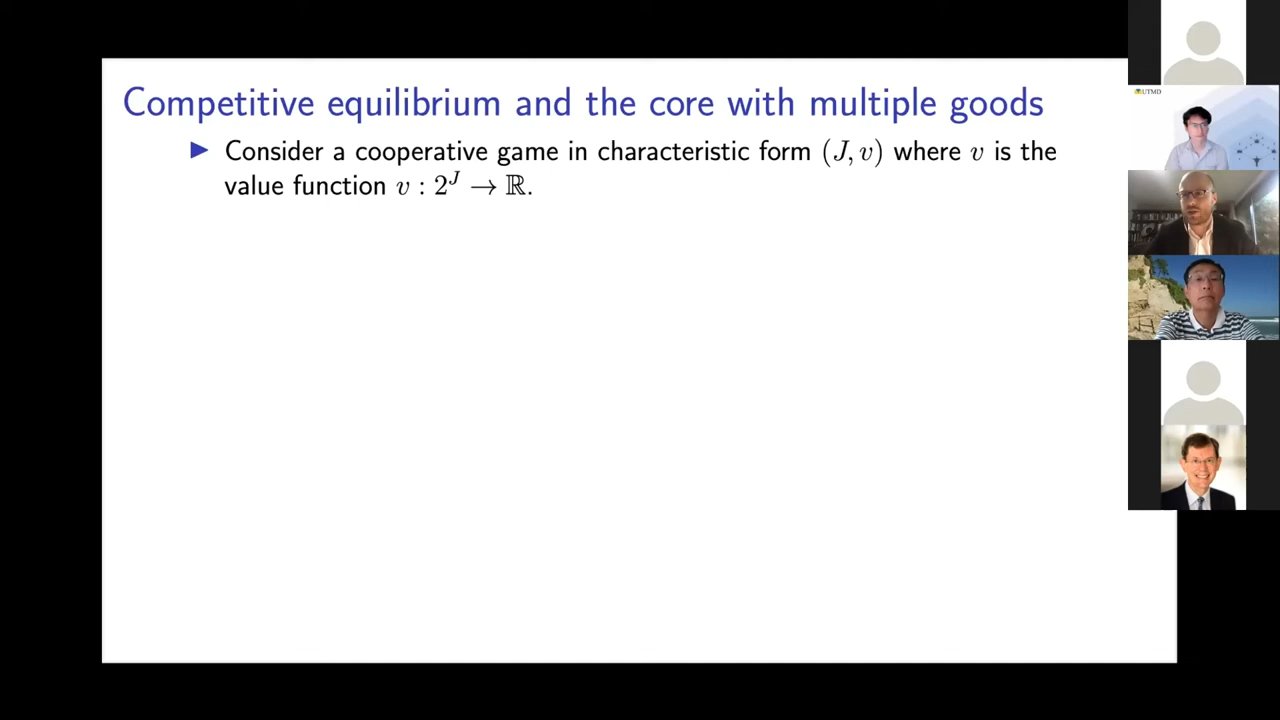 Competitive equilibrium and the core with multiple goods
▶ Consider a cooperative game in characteristic form (J, v) where v is the
value function v : 2^J → ℝ.
UTMD